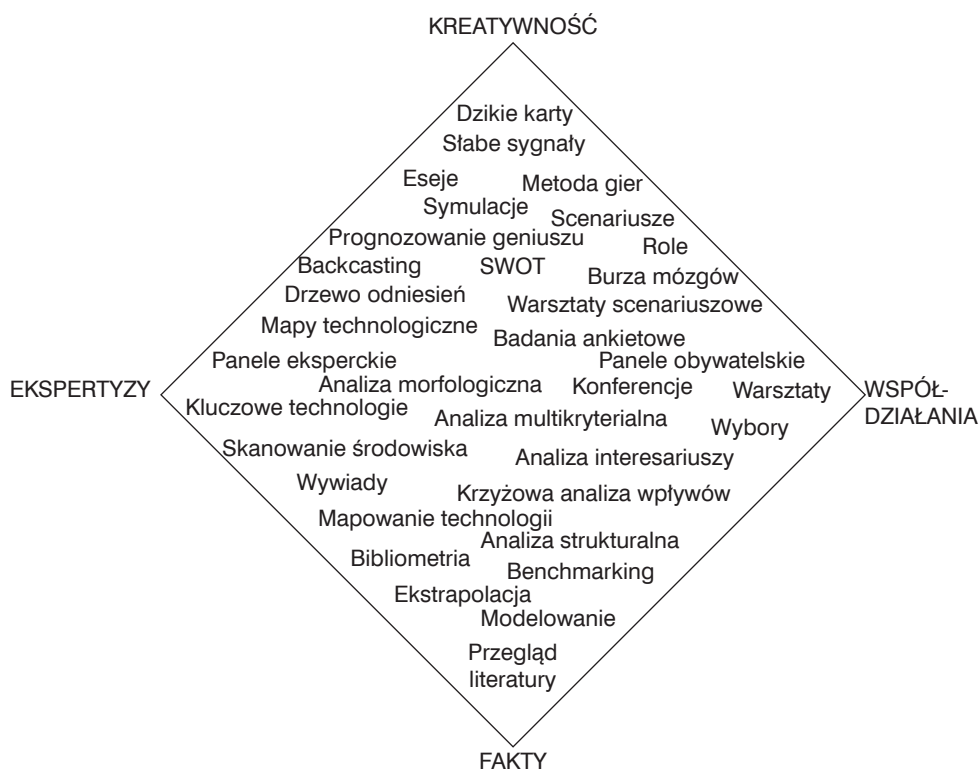 KREATYWNOŚĆ
Dzikie karty
Słabe sygnały
Eseje
Metoda gier
Symulacje
Scenariusze
Prognozowanie geniuszu
Role
Backcasting
SWOT
Burza mózgów
Drzewo odniesień
Warsztaty scenariuszowe
Mapy technologiczne
Badania ankietowe
Panele eksperckie
Panele obywatelskie
EKSPERTYZY
Analiza morfologiczna
Konferencje
Warsztaty
WSPÓŁ-
DZIAŁANIA
Kluczowe technologie
Analiza multikryterialna
Wybory
Skanowanie środowiska
Analiza interesariuszy
Wywiady
Krzyżowa analiza wpływów
Mapowanie technologii
Analiza strukturalna
Bibliometria
Benchmarking
Ekstrapolacja
Modelowanie
Przegląd
literatury
FAKTY